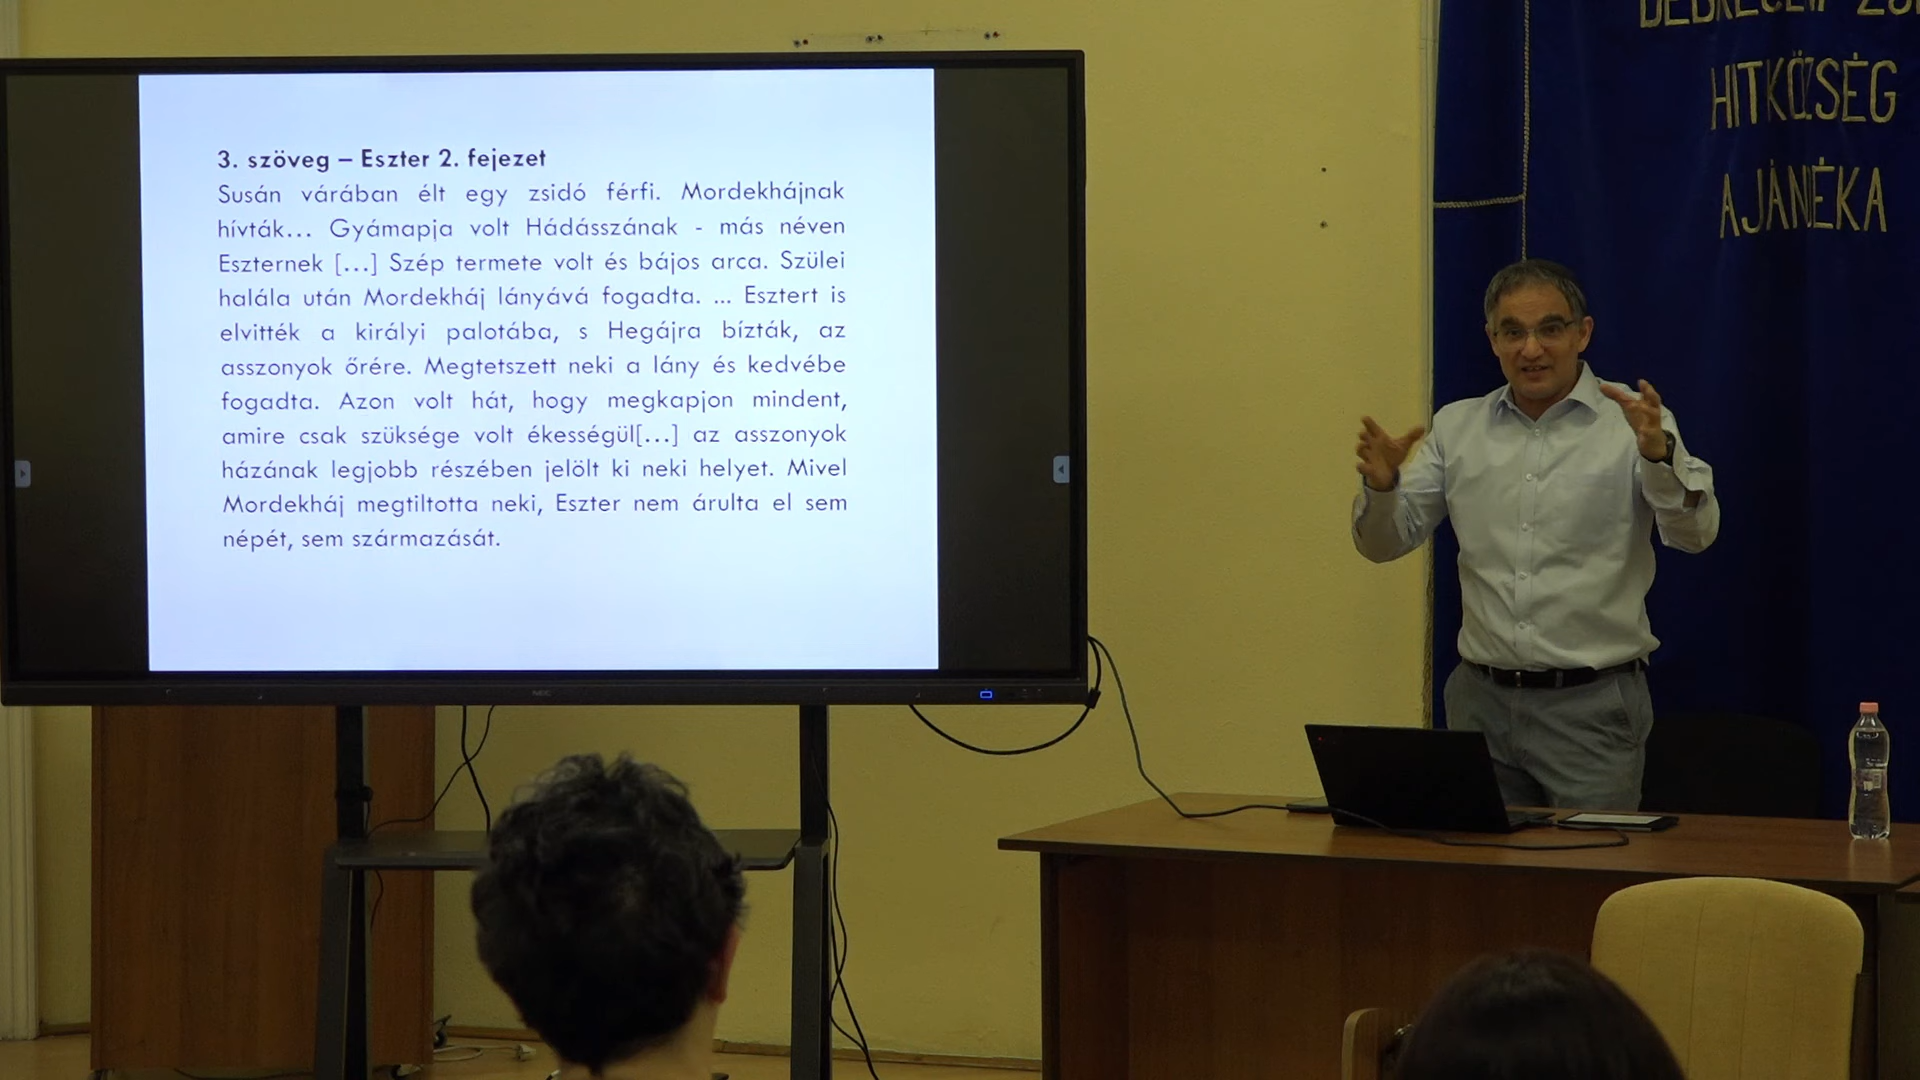 3. szöveg – Eszter 2. fejezet
Susán várában élt egy zsidó férfi. Mordekhájnak
hívták... Gyámapja volt Hádásszának - más néven
Eszternek [...] Szép termete volt és bájos arca. Szülei
halála után Mordekháj lányává fogadta. ... Esztert is
elvitték a királyi palotába, s Hegájra bízták, az
asszonyok őrére. Megtetszett neki a lány és kedvébe
fogadta. Azon volt hát, hogy megkapjon mindent,
amire csak szüksége volt ékességül[...] az asszonyok
házának legjobb részében jelölt ki neki helyet. Mivel
Mordekháj megtiltotta neki, Eszter nem árulta el sem
népét, sem származását.
NEC
HITKÖZSÉG
AJÁNDÉKA